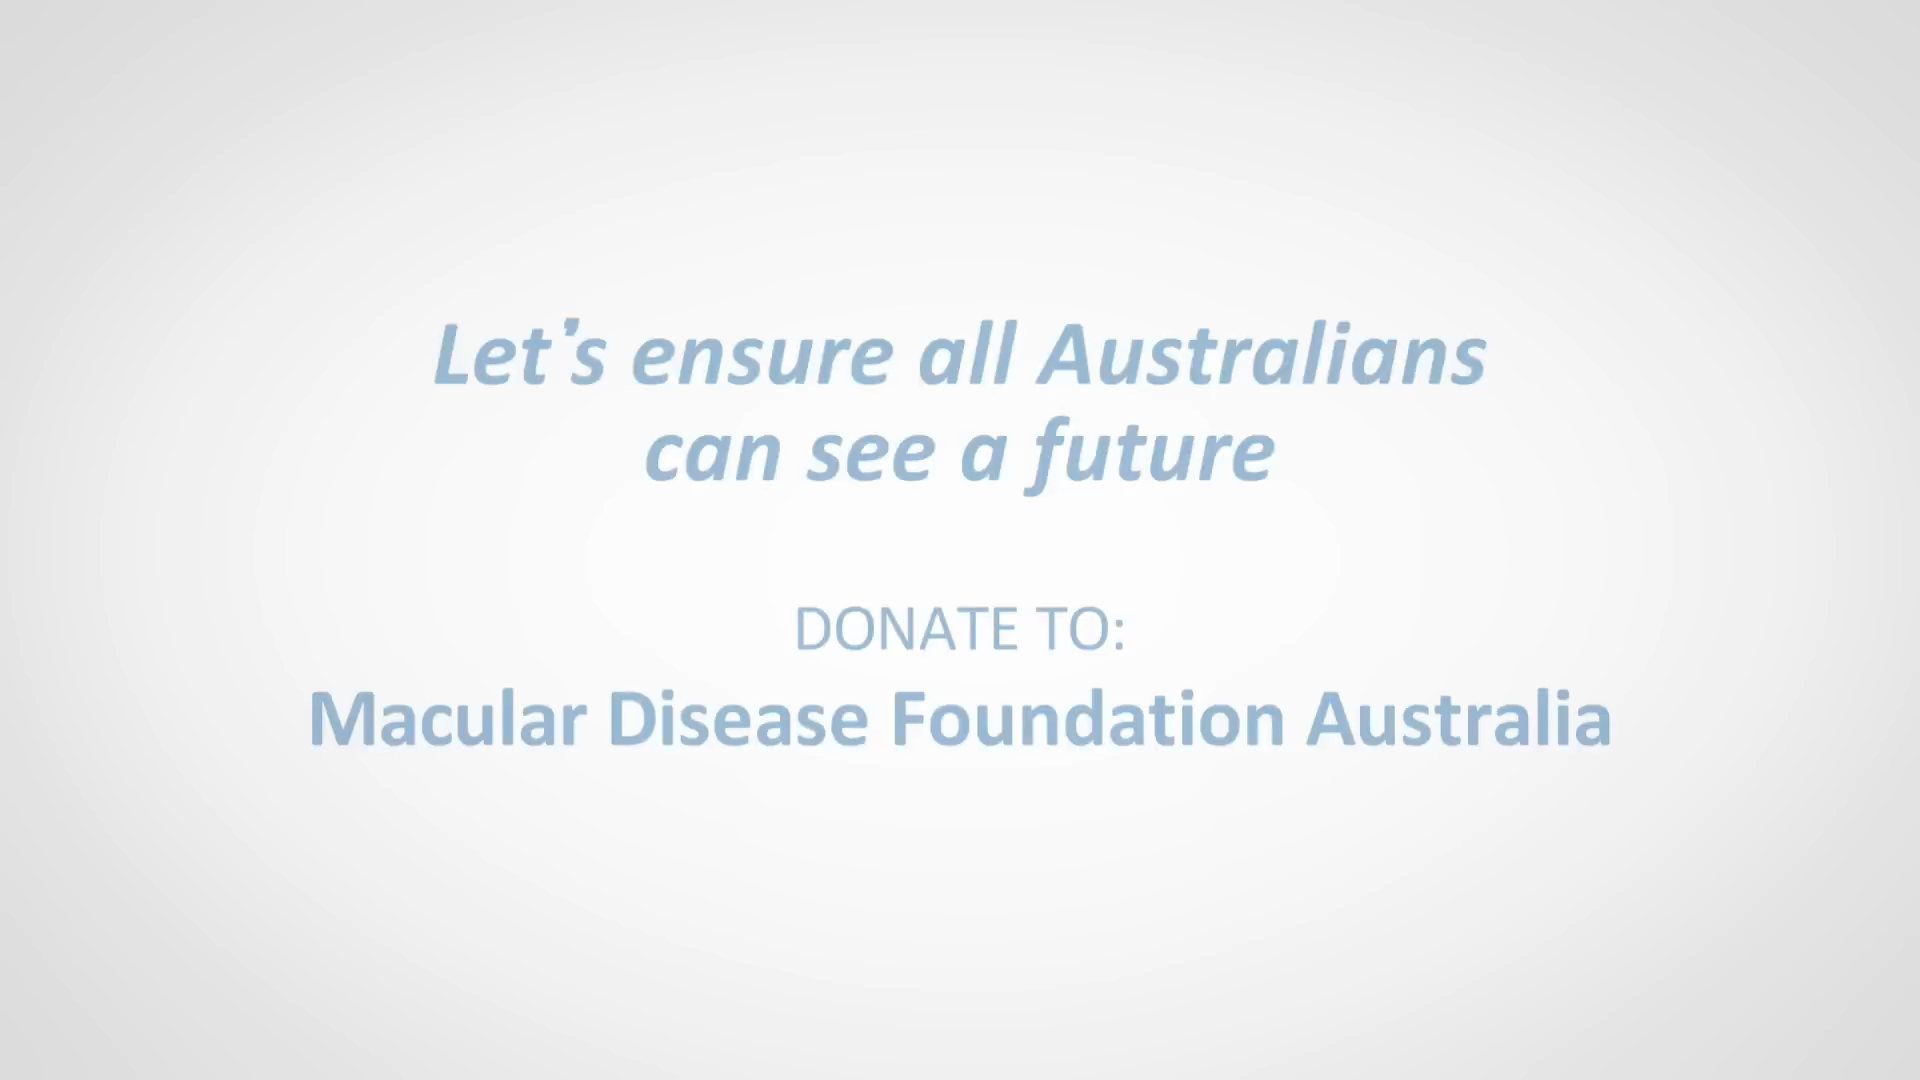 Let’s ensure all Australians
can see a future
DONATE TO:
Macular Disease Foundation Australia